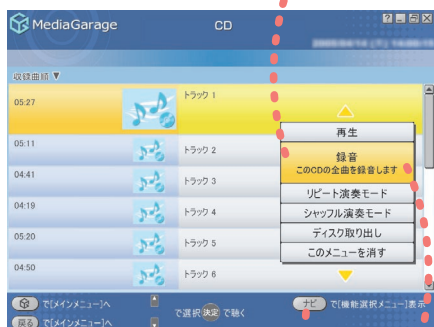 MediaGarage
CD
収録曲順▼
05:27
トラック 1
05:11
トラック 2
04:41
トラック 3
04:19
トラック 4
05:20
トラック 5
04:50
トラック 6
再生
録音
このCDの全曲を録音します
リピート演奏モード
シャッフル演奏モード
ディスク取り出し
このメニューを消す
で[メインメニュー]へ
戻る で[メインメニュー]へ
で選択 決定 で聴く
ナビ で[機能選択メニュー]表示